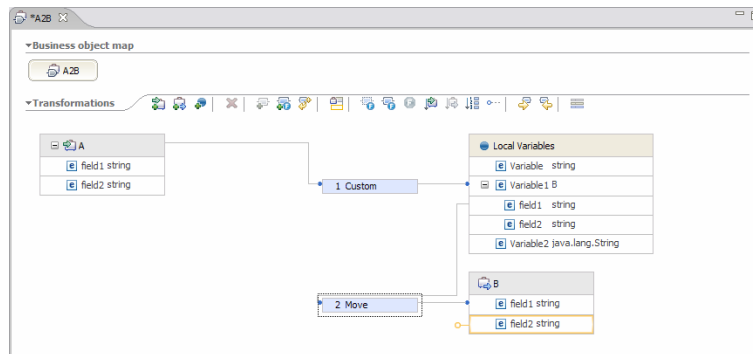 *A2B
Business object map
A2B
Transformations
A
field1 string
field2 string
1 Custom
2 Move
Local Variables
Variable string
Variable1 B
field1 string
field2 string
Variable2 java.lang.String
B
field1 string
field2 string